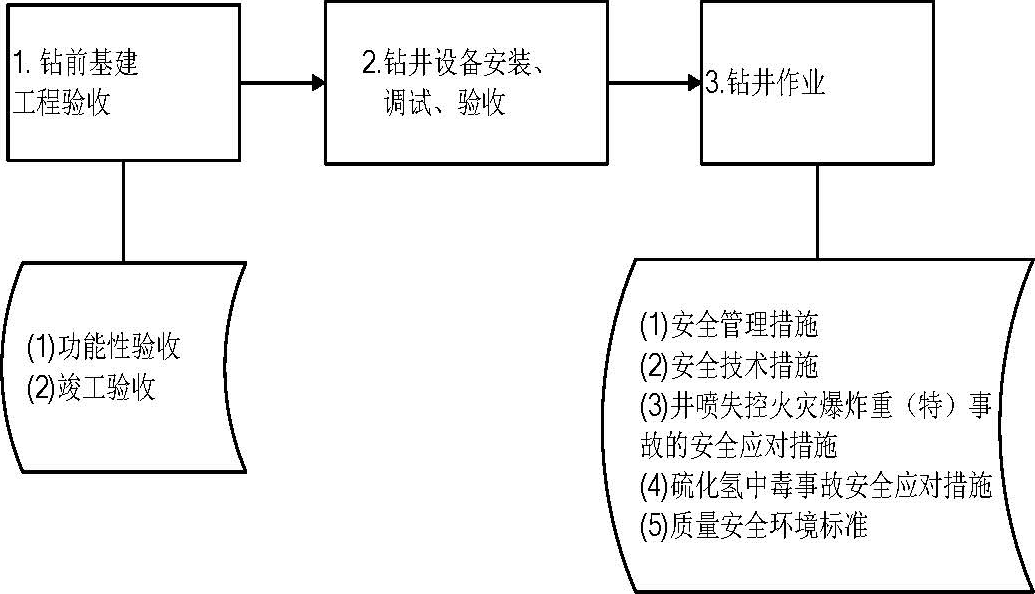 1. 钻前基建
工程验收
2.钻井设备安装、
调试、验收
3.钻井作业
(1)功能性验收
(2)竣工验收
(1)安全管理措施
(2)安全技术措施
(3)井喷失控火灾爆炸重（特）事
故的安全应对措施
(4)硫化氢中毒事故安全应对措施
(5)质量安全环境标准